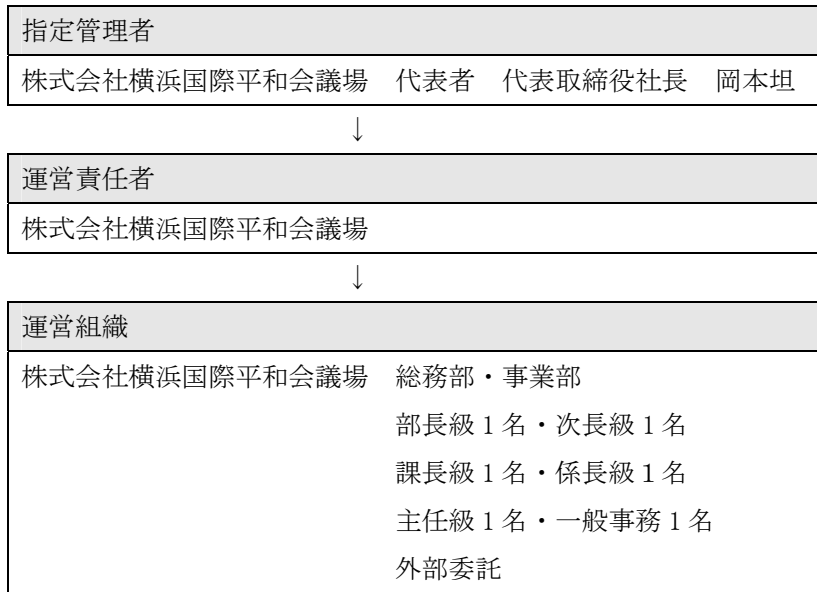 指定管理者
株式会社横浜国際平和会議場　代表者　代表取締役社長　岡本坦
↓
運営責任者
株式会社横浜国際平和会議場
↓
運営組織
株式会社横浜国際平和会議場　総務部・事業部
部長級1名・次長級1名
課長級1名・係長級1名
主任級1名・一般事務1名
外部委託